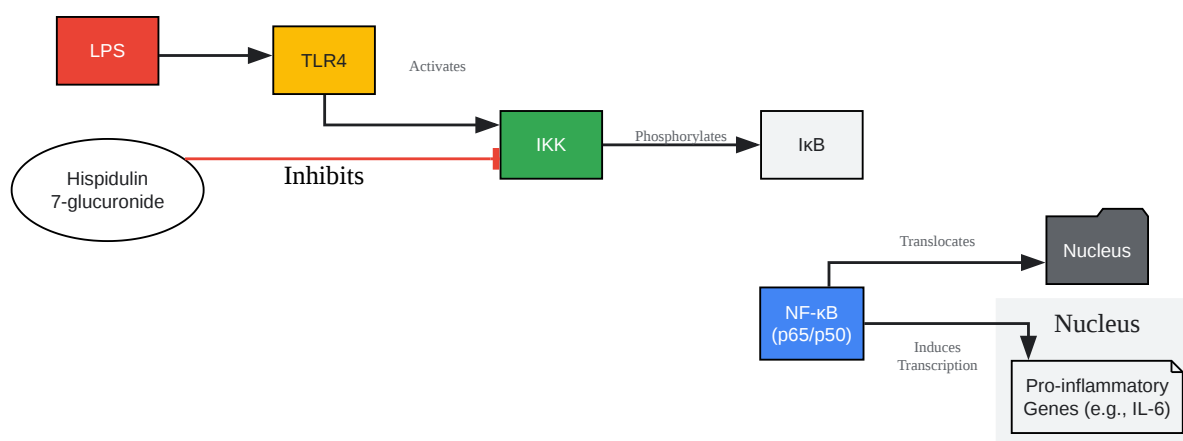 LPS
TLR4
Activates
IKK
Phosphorylates
IκB
Hispidulin
7-glucuronide
Inhibits
Translocates
Nucleus
NF-κB
(p65/p50)
Nucleus
Induces
Transcription
Pro-inflammatory
Genes (e.g., IL-6)